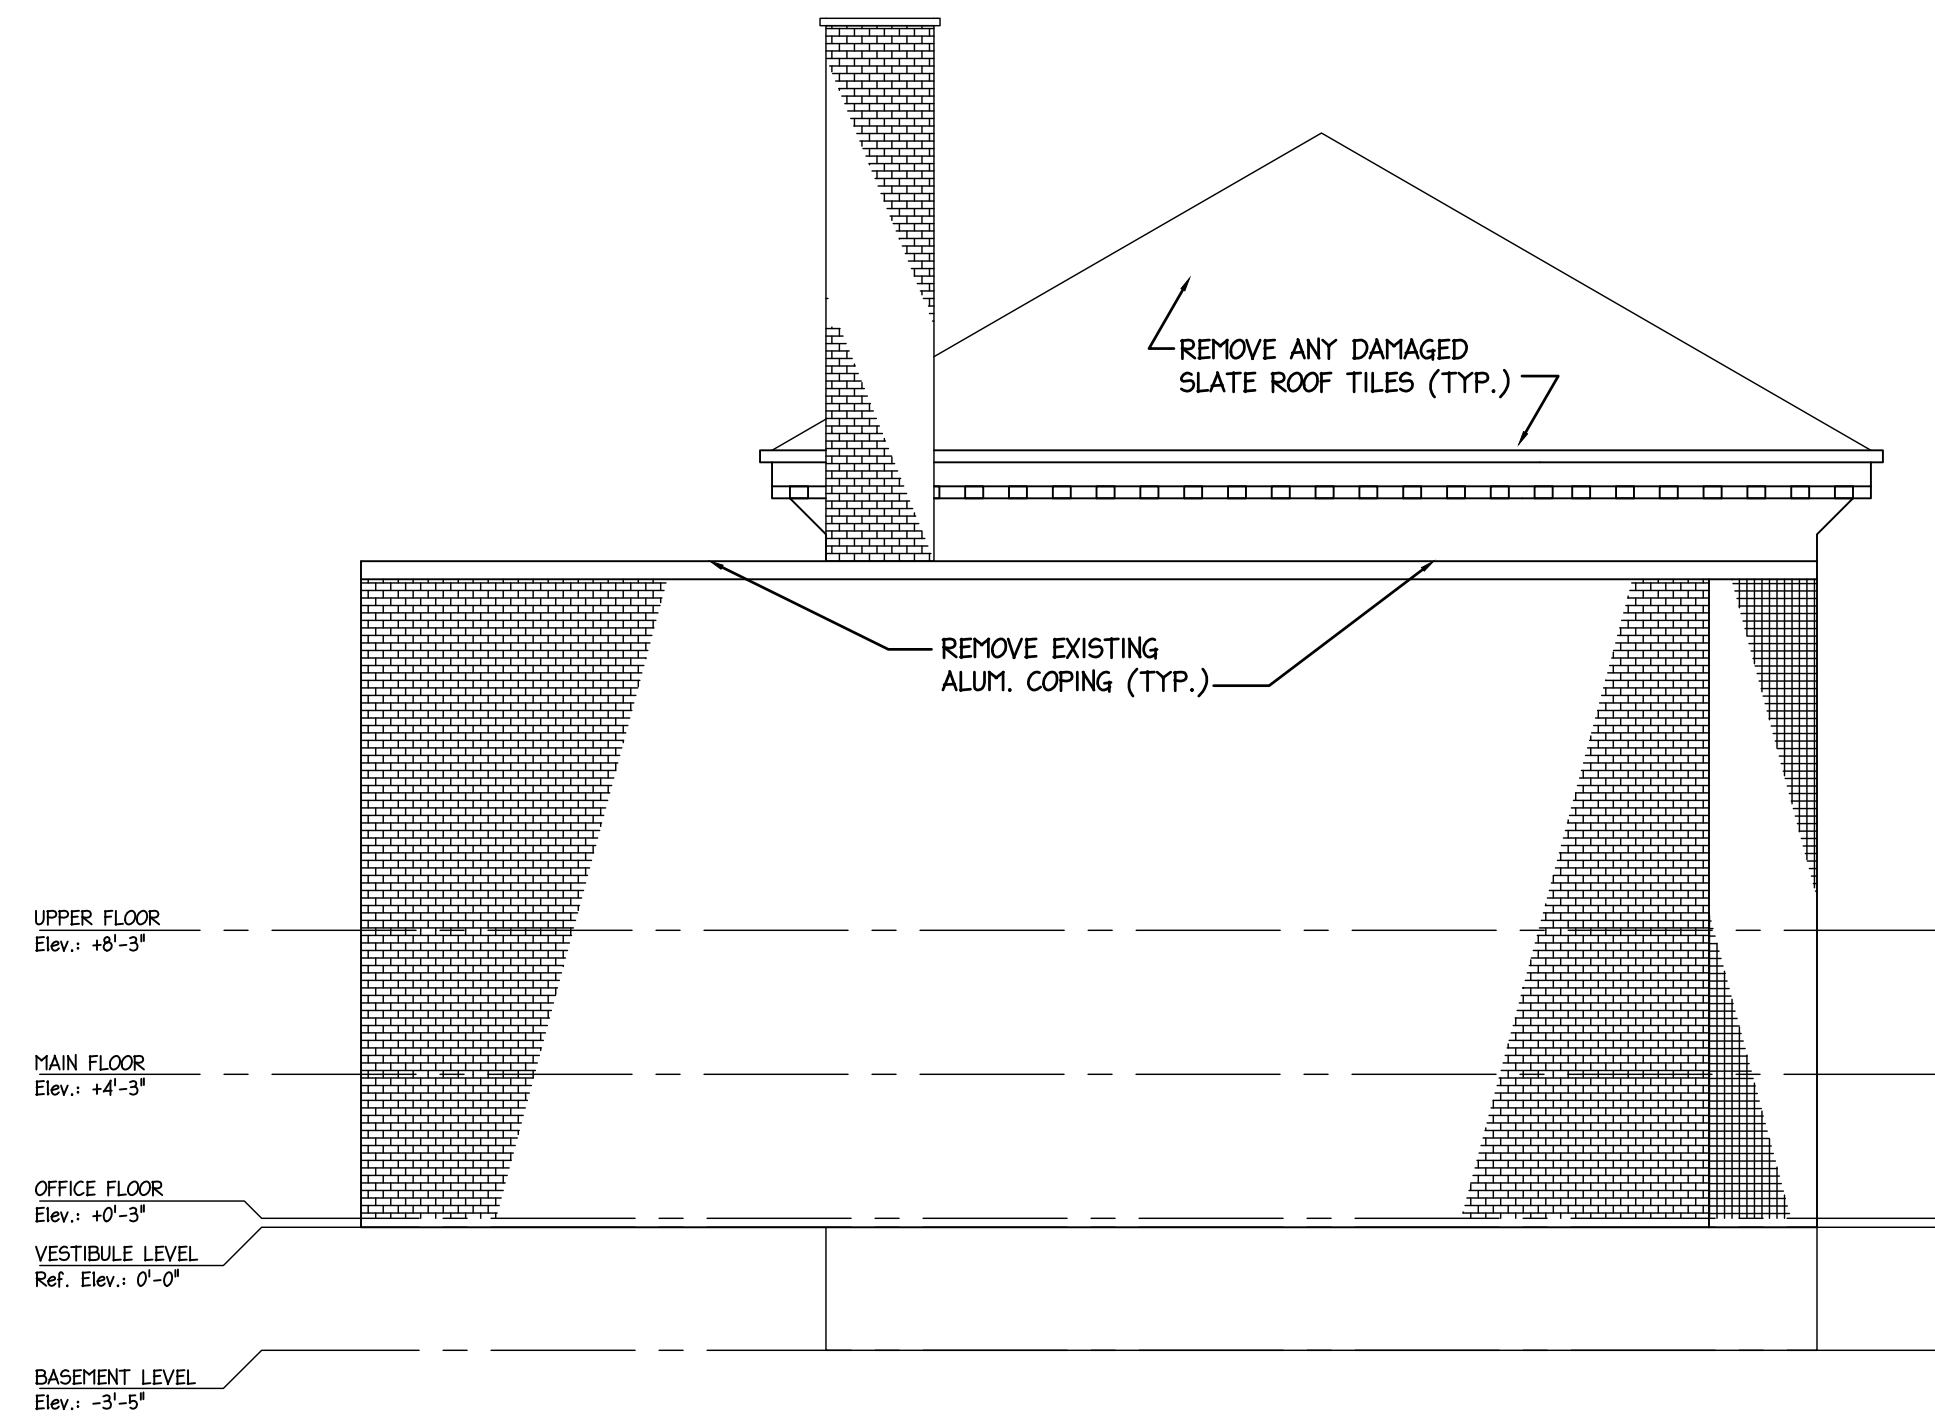 REMOVE ANY DAMAGED
SLATE ROOF TILES (TYP.)
REMOVE EXISTING
ALUM. COPING (TYP.)
UPPER FLOOR
Elev.: +8'-3"
MAIN FLOOR
Elev.: +4'-3"
OFFICE FLOOR
Elev.: +0'-3"
VESTIBULE LEVEL
Ref. Elev.: 0'-0"
BASEMENT LEVEL
Elev.: -3'-5"